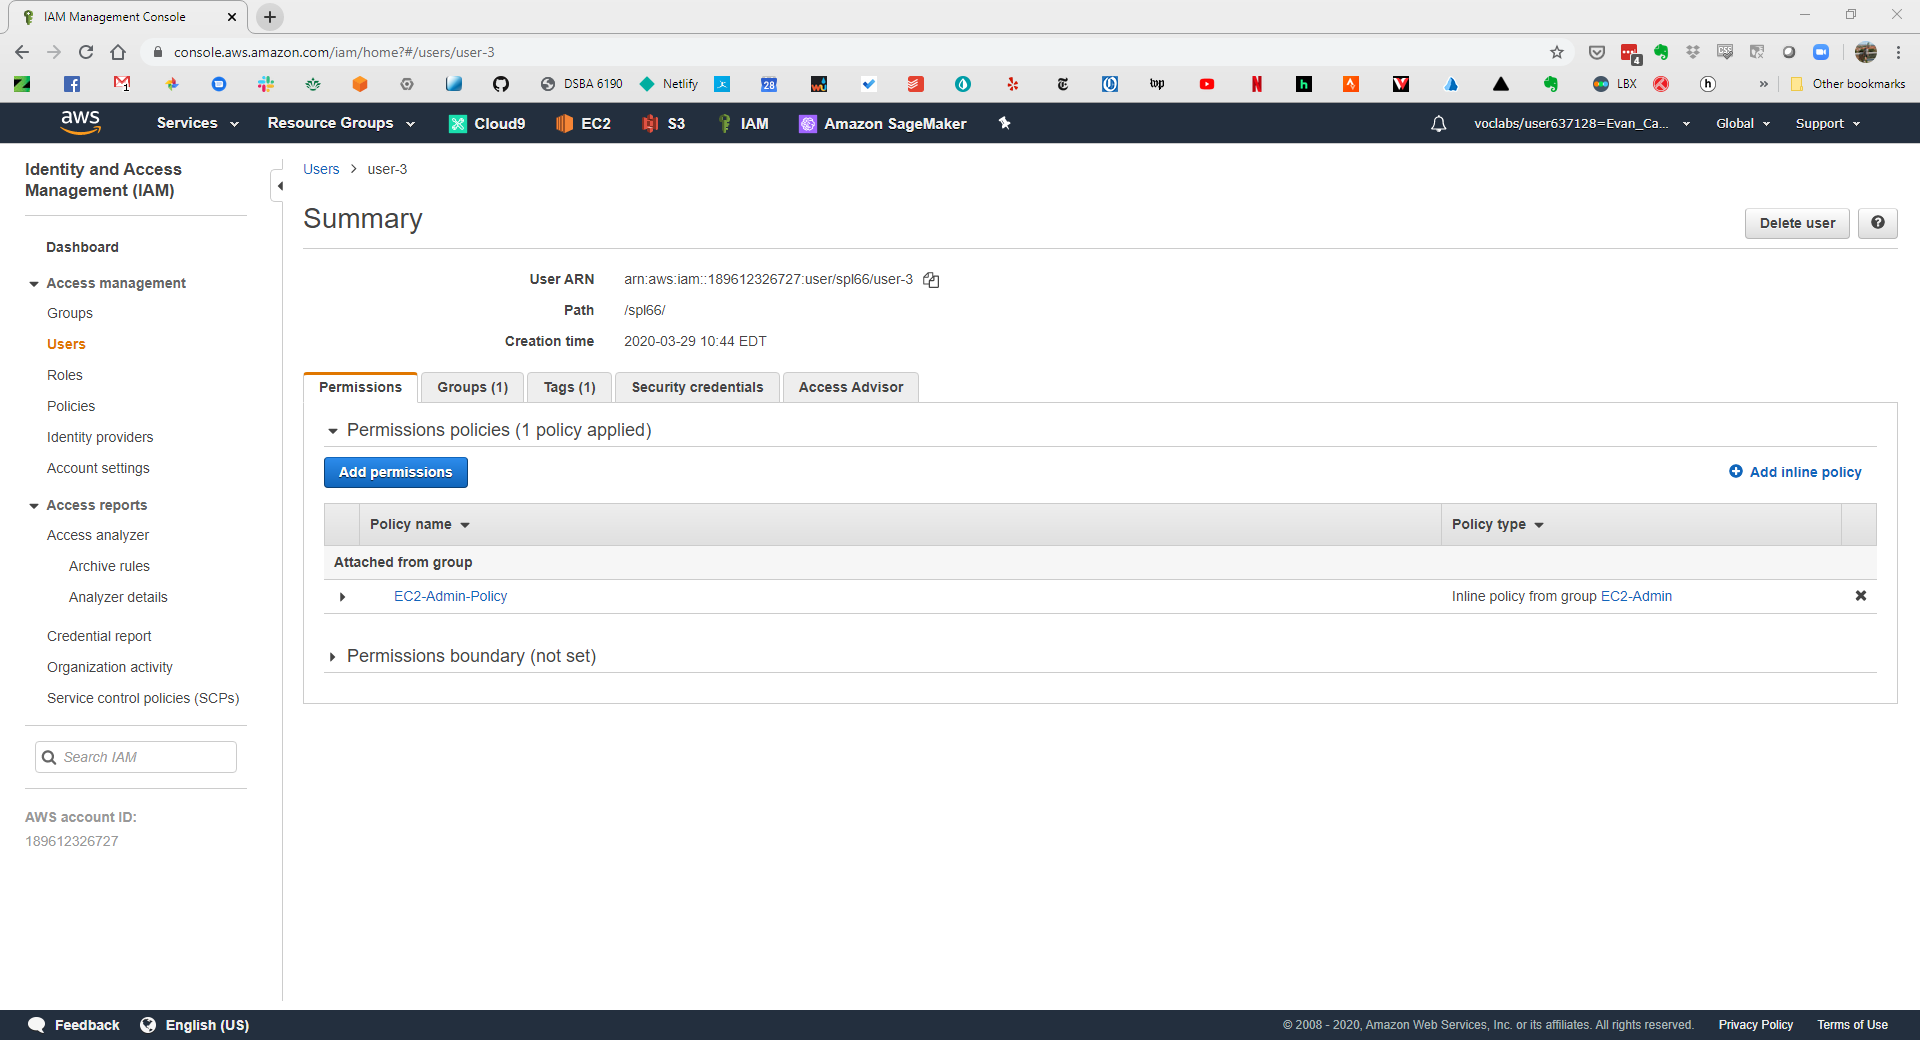 IAM Management Console
console.aws.amazon.com/iam/home?#/users/user-3
4
1
DSBA 6190
Netlify
28
LBX
Other bookmarks
aws
Services
Resource Groups
Cloud9
EC2
S3
IAM
Amazon SageMaker
voclabs/user637128=Evan_Ca...
Global
Support
Identity and Access
Management (IAM)
Dashboard
Access management
Groups
Users
Roles
Policies
Identity providers
Account settings
Access reports
Access analyzer
Archive rules
Analyzer details
Credential report
Organization activity
Service control policies (SCPs)
Search IAM
AWS account ID:
189612326727
Users > user-3
Summary
Delete user
User ARN arn:aws:iam::189612326727:user/spl66/user-3
Path /spl66/
Creation time 2020-03-29 10:44 EDT
Permissions
Groups (1)
Tags (1)
Security credentials
Access Advisor
Permissions policies (1 policy applied)
Add permissions
Add inline policy
Policy name
Policy type
Attached from group
EC2-Admin-Policy
Inline policy from group EC2-Admin
Permissions boundary (not set)
Feedback
English (US)
© 2008 - 2020, Amazon Web Services, Inc. or its affiliates. All rights reserved.
Privacy Policy
Terms of Use